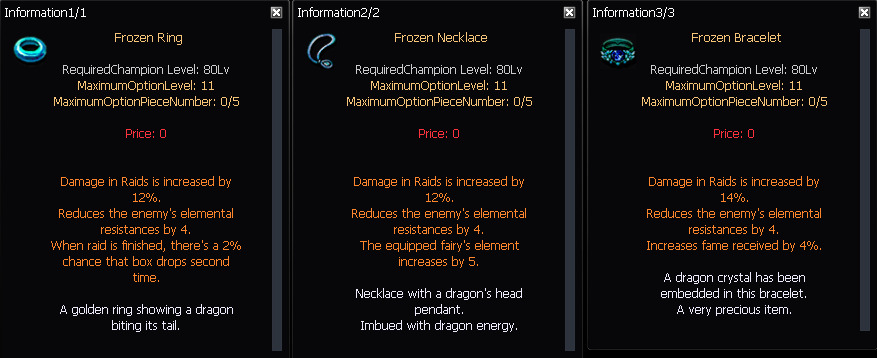 Information1/1
Frozen Ring
RequiredChampion Level: 80Lv
MaximumOptionLevel: 11
MaximumOptionPieceNumber: 0/5
Price: 0
Damage in Raids is increased by
12%.
Reduces the enemy's elemental
resistances by 4.
When raid is finished, there's a 2%
chance that box drops second
time.
A golden ring showing a dragon
biting its tail.
Information2/2
Frozen Necklace
RequiredChampion Level: 80Lv
MaximumOptionLevel: 11
MaximumOptionPieceNumber: 0/5
Price: 0
Damage in Raids is increased by
12%.
Reduces the enemy's elemental
resistances by 4.
The equipped fairy's element
increases by 5.
Necklace with a dragon's head
pendant.
Imbued with dragon energy.
Information3/3
Frozen Bracelet
RequiredChampion Level: 80Lv
MaximumOptionLevel: 11
MaximumOptionPieceNumber: 0/5
Price: 0
Damage in Raids is increased by
14%.
Reduces the enemy's elemental
resistances by 4.
Increases fame received by 4%.
A dragon crystal has been
embedded in this bracelet.
A very precious item.